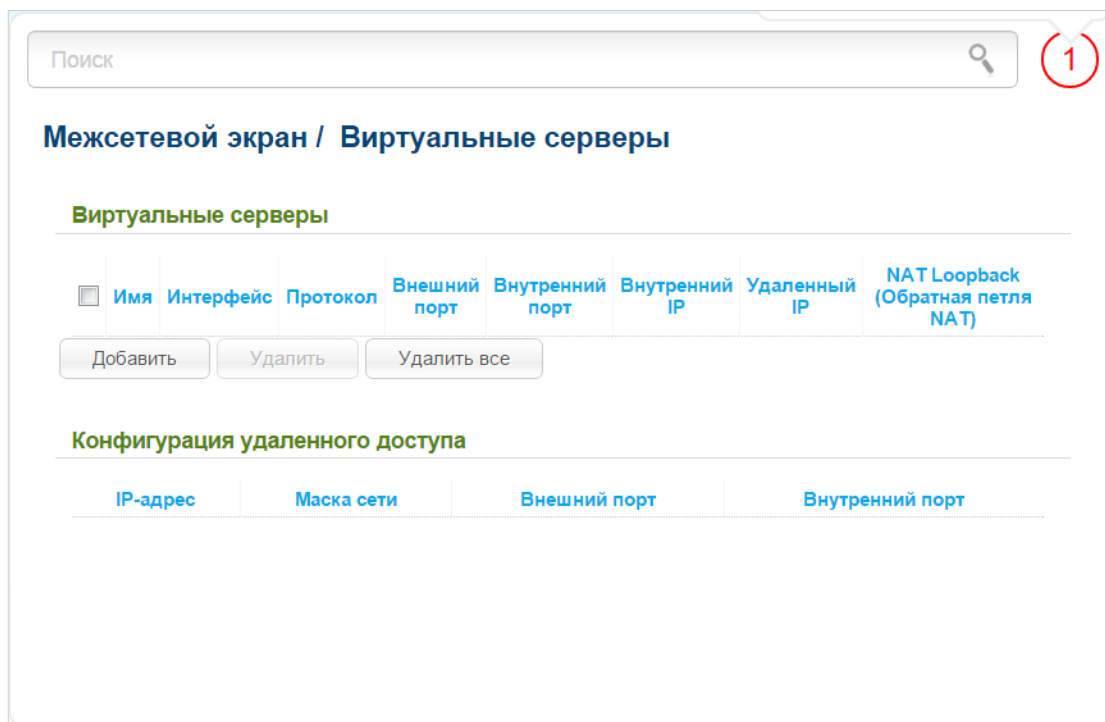 Поиск
1
Межсетевой экран / Виртуальные серверы
Виртуальные серверы
Имя Интерфейс Протокол Внешний порт Внутренний порт Внутренний IP Удаленный IP NAT Loopback (Обратная петля NAT)
Добавить Удалить Удалить все
Конфигурация удаленного доступа
IP-адрес Маска сети Внешний порт Внутренний порт